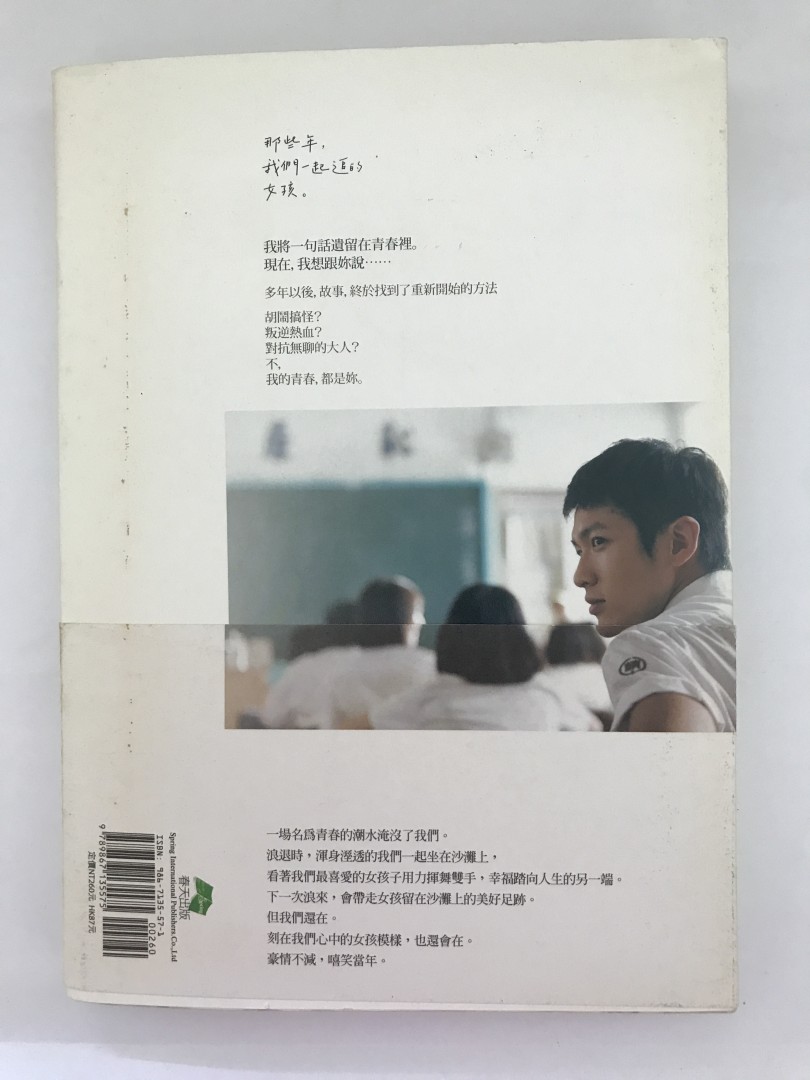 那些年，
我們一起追的
女孩。
我將一句話遺留在青春裡。
現在, 我想跟妳說……
多年以後, 故事, 終於找到了重新開始的方法
胡鬧搞怪?
叛逆熱血?
對抗無聊的大人?
不,
我的青春, 都是妳。
一場名為青春的潮水淹沒了我們。
浪退時，渾身溼透的我們一起坐在沙灘上，
看著我們最喜愛的女孩子用力揮舞雙手，幸福踏向人生的另一端。
下一次浪來，會帶走女孩留在沙灘上的美好足跡。
但我們還在。
刻在我們心中的女孩模樣，也還會在。
豪情不減，嘻笑當年。
春天出版
Spring International Publishers Co.,Ltd
ISBN: 986-7135-57-1
00260
9 789867 135575
定價NT260元 HK87元